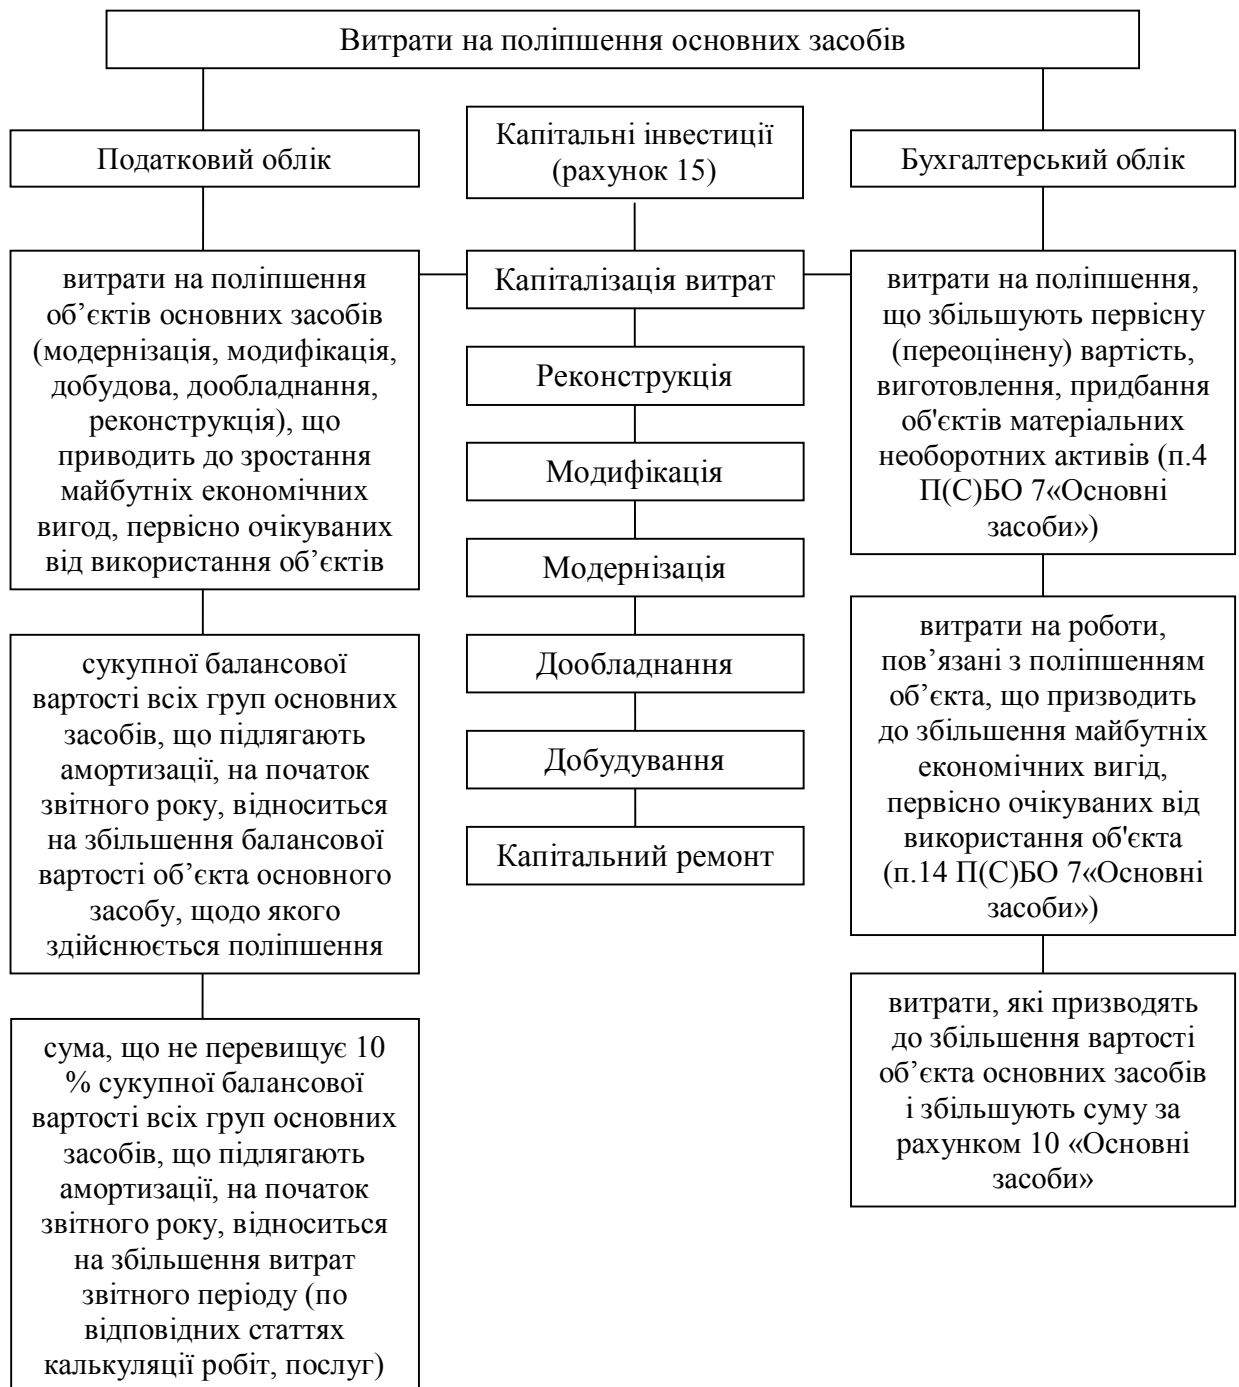 Витрати на поліпшення основних засобів
Податковий облік
Капітальні інвестиції
(рахунок 15)
Бухгалтерський облік
витрати на поліпшення
об’єктів основних засобів
(модернізація, модифікація,
добудова, дообладнання,
реконструкція), що
приводить до зростання
майбутніх економічних
вигод, первісно очікуваних
від використання об’єктів
сукупної балансової
вартості всіх груп основних
засобів, що підлягають
амортизації, на початок
звітного року, відноситься
на збільшення балансової
вартості об’єкта основного
засобу, щодо якого
здійснюється поліпшення
сума, що не перевищує 10
% сукупної балансової
вартості всіх груп основних
засобів, що підлягають
амортизації, на початок
звітного року, відноситься
на збільшення витрат
звітного періоду (по
відповідних статтях
калькуляції робіт, послуг)
Капіталізація витрат
Реконструкція
Модифікація
Модернізація
Дообладнання
Добудування
Капітальний ремонт
витрати на поліпшення,
що збільшують первісну
(переоцінену) вартість,
виготовлення, придбання
об'єктів матеріальних
необоротних активів (п.4
П(С)БО 7«Основні
засоби»)
витрати на роботи,
пов’язані з поліпшенням
об’єкта, що призводить
до збільшення майбутніх
економічних вигід,
первісно очікуваних від
використання об'єкта
(п.14 П(С)БО 7«Основні
засоби»)
витрати, які призводять
до збільшення вартості
об’єкта основних засобів
і збільшують суму за
рахунком 10 «Основні
засоби»